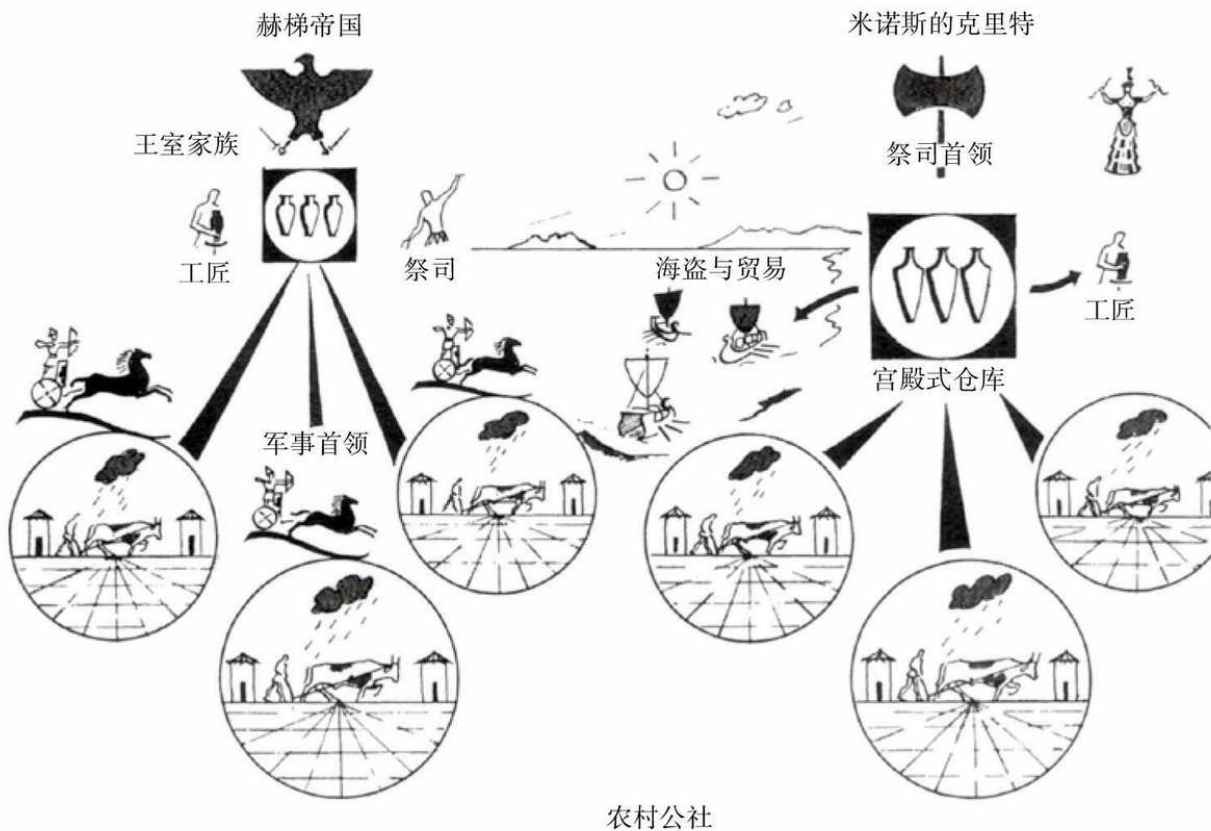 赫梯帝国
米诺斯的克里特
王室家族
祭司首领
工匠
祭司
海盗与贸易
工匠
宫殿式仓库
军事首领
农村公社